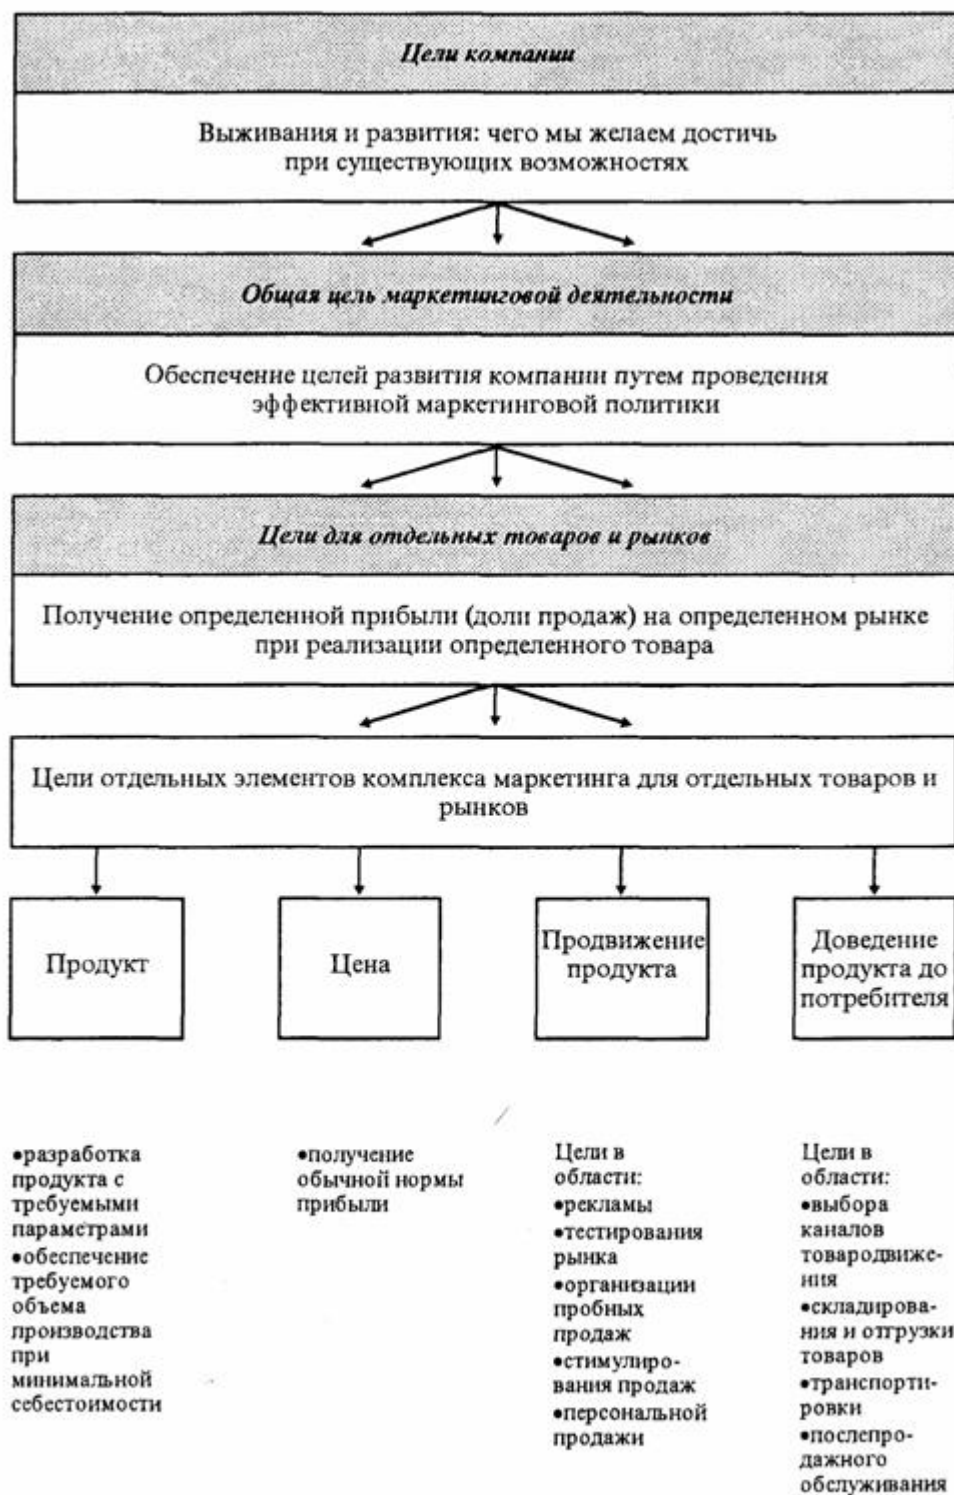 Цели компании
Выживания и развития: чего мы желаем достичь
при существующих возможностях
Общая цель маркетинговой деятельности
Обеспечение целей развития компании путем проведения
эффективной маркетинговой политики
Цели для отдельных товаров и рынков
Получение определенной прибыли (доли продаж) на определенном рынке
при реализации определенного товара
Цели отдельных элементов комплекса маркетинга для отдельных товаров и
рынков
Продукт
Цена
Продвижение
продукта
Доведение
продукта до
потребителя
•разработка
продукта с
требуемыми
параметрами
•обеспечение
требуемого
объема
производства
при
минимальной
себестоимости
•получение
обычной нормы
прибыли
Цели в
области:
•рекламы
•тестирования
рынка
•организации
пробных
продаж
•стимулиро-
вания продаж
•персональной
продажи
Цели в
области:
•выбора
каналов
товародвиже-
ния
•складирова-
ния и отгрузки
товаров
•транспорти-
ровки
•послепро-
дажного
обслуживания